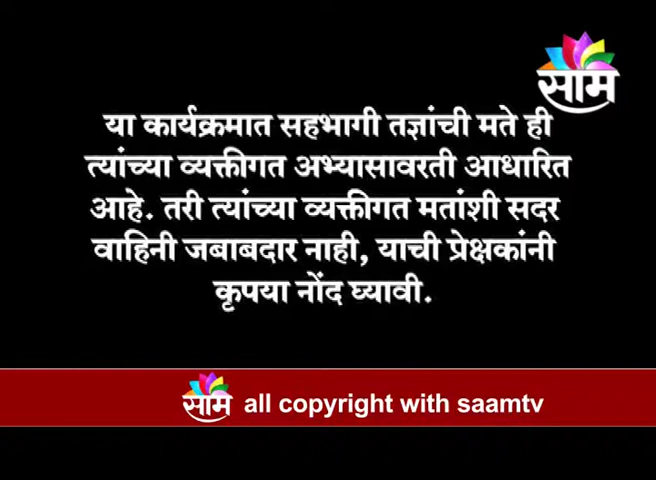 साम
या कार्यक्रमात सहभागी तज्ञांची मते ही
त्यांच्या व्यक्तीगत अभ्यासावरती आधारित
आहे. तरी त्यांच्या व्यक्तीगत मतांशी सदर
वाहिनी जबाबदार नाही, याची प्रेक्षकांनी
कृपया नोंद घ्यावी.
साम all copyright with saamtv